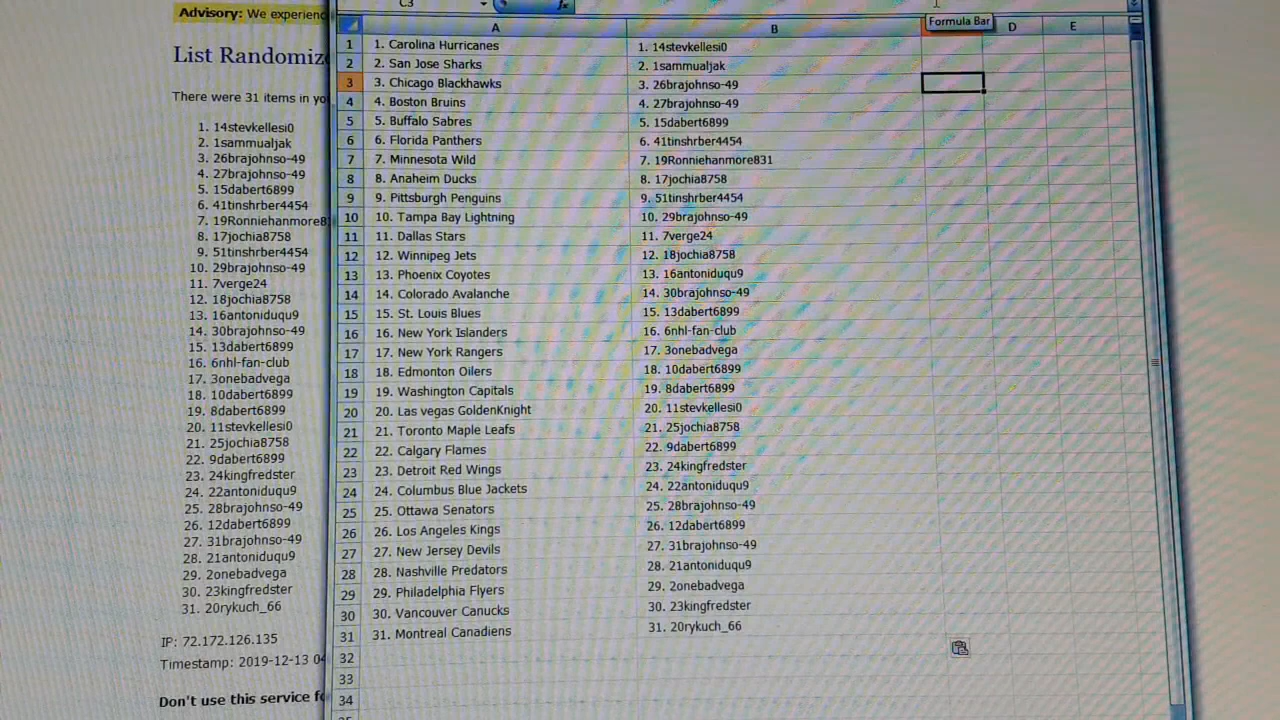 Advisory: We experienc
List Randomize
There were 31 items in yo
1. 14stevkellesi0
2. 1sammualjak
3. 26brajohnso-49
4. 27brajohnso-49
5. 15dabert6899
6. 41tinshrber4454
7. 19Ronniehanmore83
8. 17jochia8758
9. 51tinshrber4454
10. 29brajohnso-49
11. 7verge24
12. 18jochia8758
13. 16antoniduqu9
14. 30brajohnso-49
15. 13dabert6899
16. 6nhl-fan-club
17. 3onebadvega
18. 10dabert6899
19. 8dabert6899
20. 11stevkellesi0
21. 25jochia8758
22. 9dabert6899
23. 24kingfredster
24. 22antoniduqu9
25. 28brajohnso-49
26. 12dabert6899
27. 31brajohnso-49
28. 21antoniduqu9
29. 2onebadvega
30. 23kingfredster
31. 20rykuch_66
IP: 72.172.126.135
Timestamp: 2019-12-13 04
Don't use this service fo
C3 fx
Formula Bar
A B D E
1 1. Carolina Hurricanes 1. 14stevkellesi0
2 2. San Jose Sharks 2. 1sammualjak
3 3. Chicago Blackhawks 3. 26brajohnso-49
4 4. Boston Bruins 4. 27brajohnso-49
5 5. Buffalo Sabres 5. 15dabert6899
6 6. Florida Panthers 6. 41tinshrber4454
7 7. Minnesota Wild 7. 19Ronniehanmore831
8 8. Anaheim Ducks 8. 17jochia8758
9 9. Pittsburgh Penguins 9. 51tinshrber4454
10 10. Tampa Bay Lightning 10. 29brajohnso-49
11 11. Dallas Stars 11. 7verge24
12 12. Winnipeg Jets 12. 18jochia8758
13 13. Phoenix Coyotes 13. 16antoniduqu9
14 14. Colorado Avalanche 14. 30brajohnso-49
15 15. St. Louis Blues 15. 13dabert6899
16 16. New York Islanders 16. 6nhl-fan-club
17 17. New York Rangers 17. 3onebadvega
18 18. Edmonton Oilers 18. 10dabert6899
19 19. Washington Capitals 19. 8dabert6899
20 20. Las vegas GoldenKnight 20. 11stevkellesi0
21 21. Toronto Maple Leafs 21. 25jochia8758
22 22. Calgary Flames 22. 9dabert6899
23 23. Detroit Red Wings 23. 24kingfredster
24 24. Columbus Blue Jackets 24. 22antoniduqu9
25 25. Ottawa Senators 25. 28brajohnso-49
26 26. Los Angeles Kings 26. 12dabert6899
27 27. New Jersey Devils 27. 31brajohnso-49
28 28. Nashville Predators 28. 21antoniduqu9
29 29. Philadelphia Flyers 29. 2onebadvega
30 30. Vancouver Canucks 30. 23kingfredster
31 31. Montreal Canadiens 31. 20rykuch_66
32
33
34